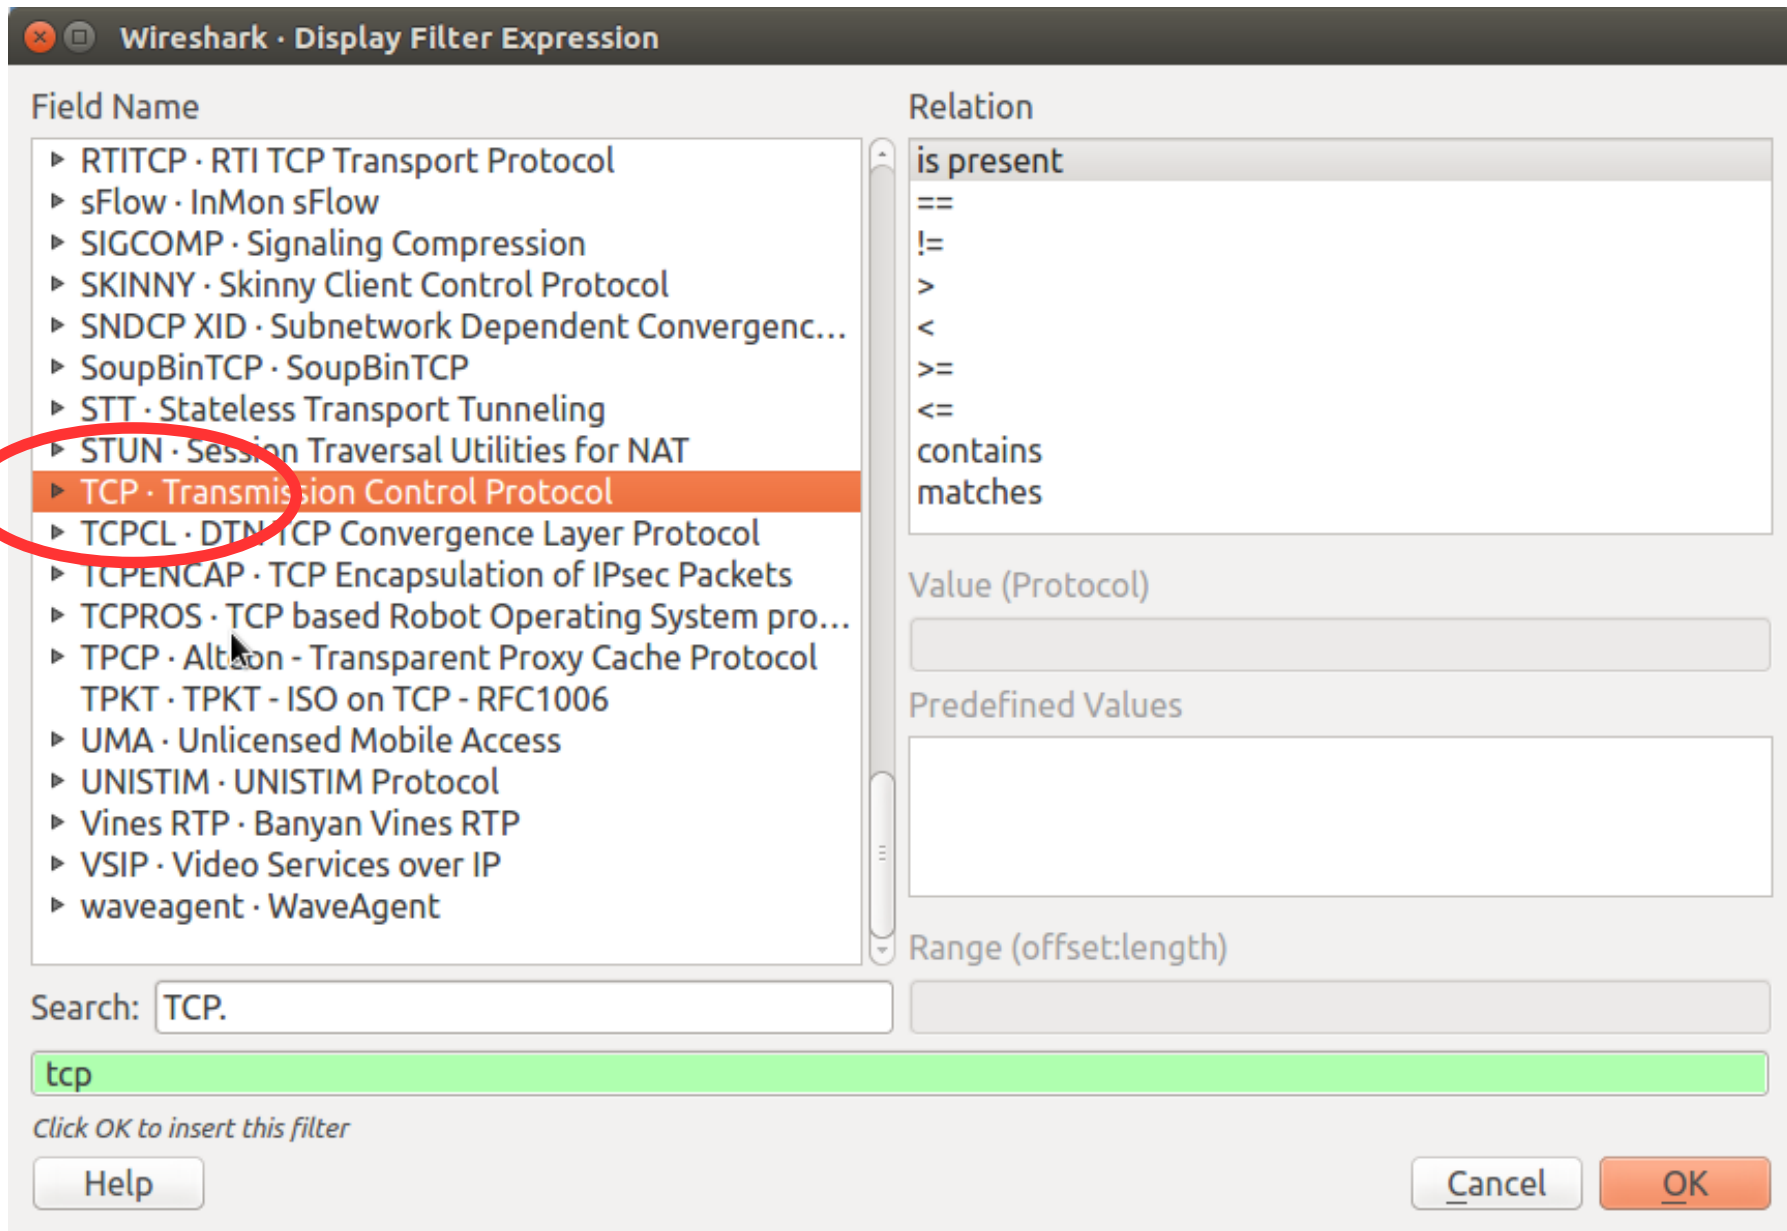 Wireshark · Display Filter Expression
Field Name
RTITCP · RTI TCP Transport Protocol
sFlow · InMon sFlow
SIGCOMP · Signaling Compression
SKINNY · Skinny Client Control Protocol
SNDCP XID · Subnetwork Dependent Convergenc...
SoupBinTCP · SoupBinTCP
STT · Stateless Transport Tunneling
STUN · Session Traversal Utilities for NAT
TCP · Transmission Control Protocol
TCPCL · DTN TCP Convergence Layer Protocol
TCPENCAP · TCP Encapsulation of IPsec Packets
TCPROS · TCP based Robot Operating System pro...
TPCP · Alteon - Transparent Proxy Cache Protocol
TPKT · TPKT - ISO on TCP - RFC1006
UMA · Unlicensed Mobile Access
UNISTIM · UNISTIM Protocol
Vines RTP · Banyan Vines RTP
VSIP · Video Services over IP
waveagent · WaveAgent
Search: TCP.
Relation
is present
==
!=
>
<
>=
<=
contains
matches
Value (Protocol)
Predefined Values
Range (offset:length)
tcp
Click OK to insert this filter
Help
Cancel
OK